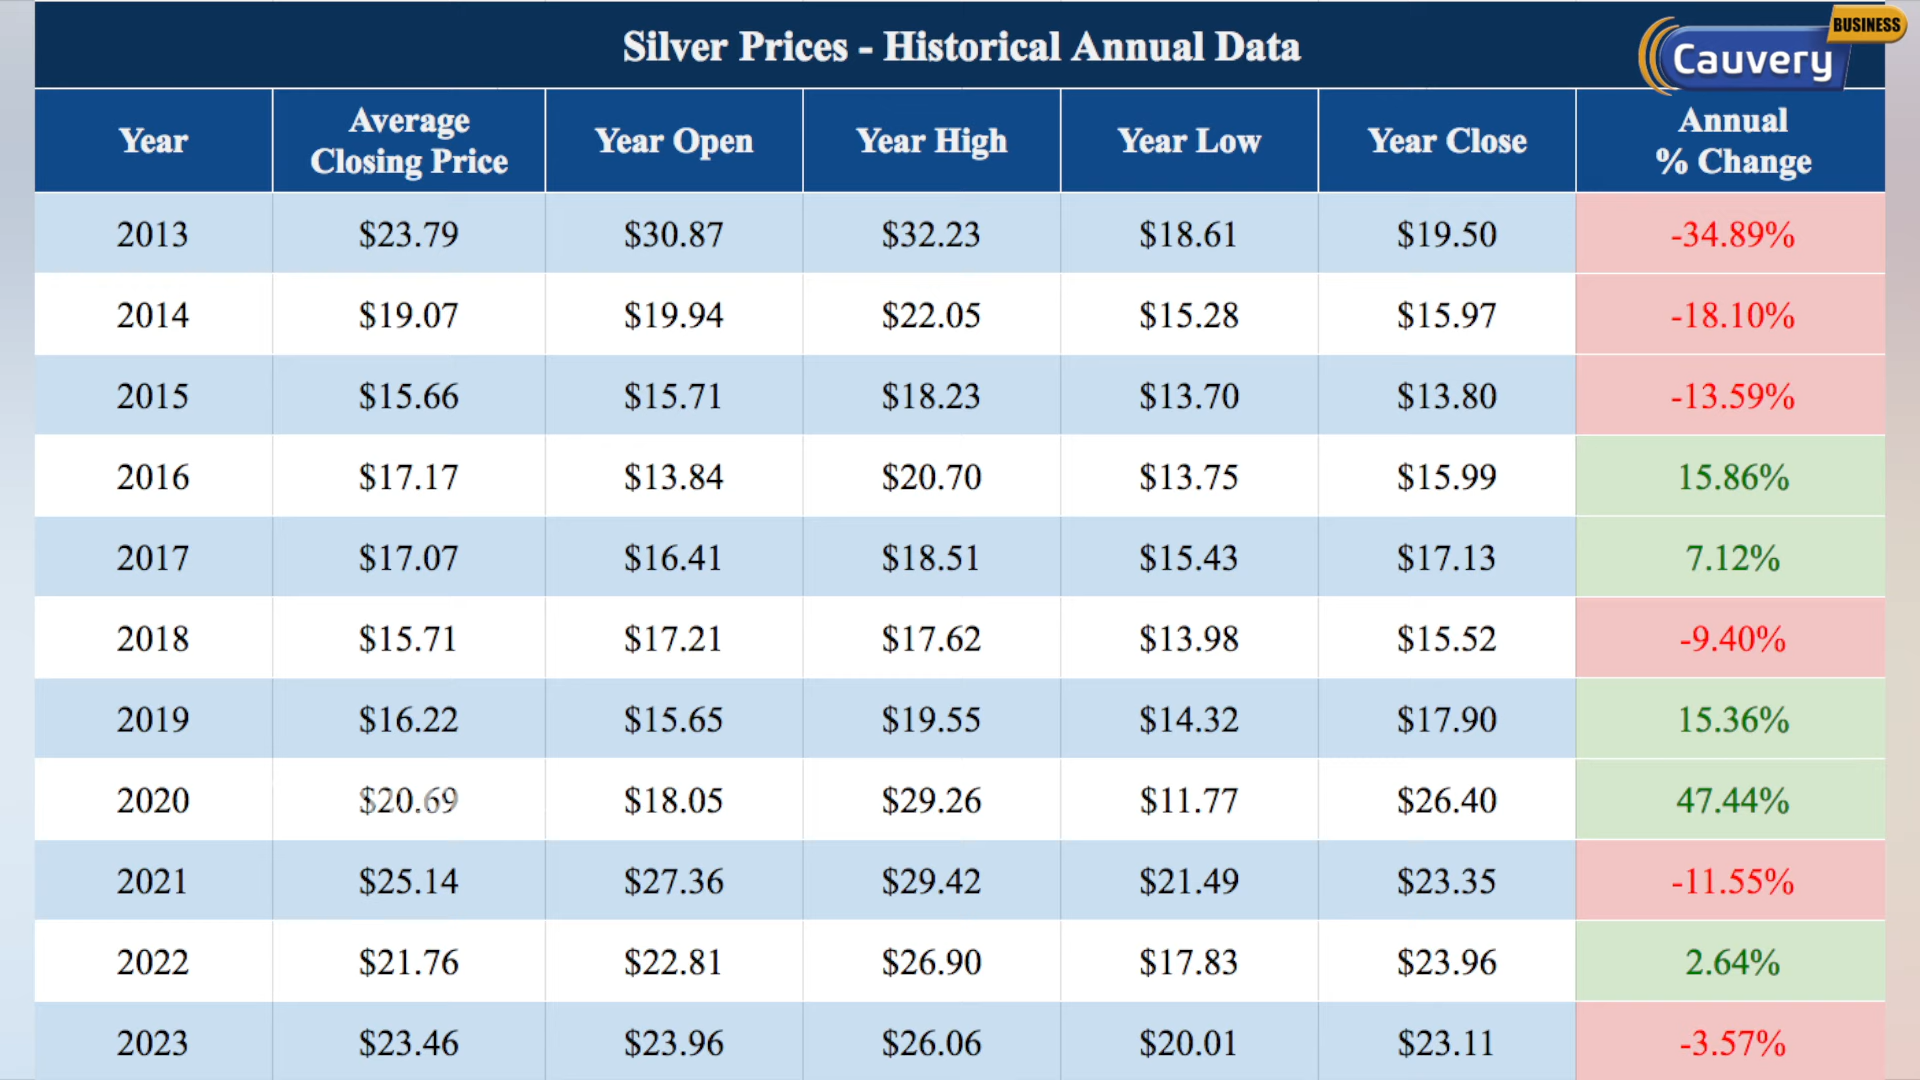 Silver Prices - Historical Annual Data
Cauvery BUSINESS
Year Average Closing Price Year Open Year High Year Low Year Close Annual % Change
2013 $23.79 $30.87 $32.23 $18.61 $19.50 -34.89%
2014 $19.07 $19.94 $22.05 $15.28 $15.97 -18.10%
2015 $15.66 $15.71 $18.23 $13.70 $13.80 -13.59%
2016 $17.17 $13.84 $20.70 $13.75 $15.99 15.86%
2017 $17.07 $16.41 $18.51 $15.43 $17.13 7.12%
2018 $15.71 $17.21 $17.62 $13.98 $15.52 -9.40%
2019 $16.22 $15.65 $19.55 $14.32 $17.90 15.36%
2020 $20.69 $18.05 $29.26 $11.77 $26.40 47.44%
2021 $25.14 $27.36 $29.42 $21.49 $23.35 -11.55%
2022 $21.76 $22.81 $26.90 $17.83 $23.96 2.64%
2023 $23.46 $23.96 $26.06 $20.01 $23.11 -3.57%